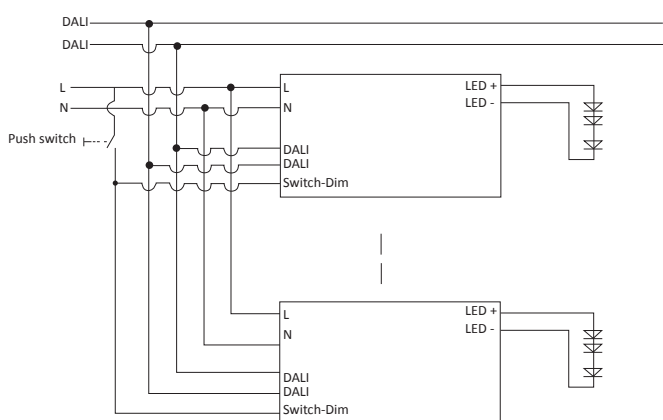 DALI
DALI
L
N
Push switch
L
N
DALI
DALI
Switch-Dim
LED +
LED -
L
N
DALI
DALI
Switch-Dim
LED +
LED -